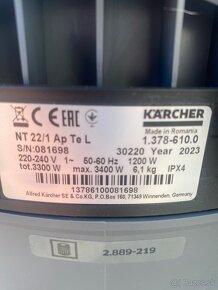 KÄRCHER
NT 22/1 Ap Te L
Made in Romania
1.378-610.0
S/N:081698
30220 Year 2023
220-240 V 1~ 50-60 Hz 1200 W
tot.3300 W max. 3400 W 6,1 kg IPX4
13786100081698
Alfred Kärcher SE & Co.KG, P.O.Box 160, 71349 Winnenden, Germany
2.889-219